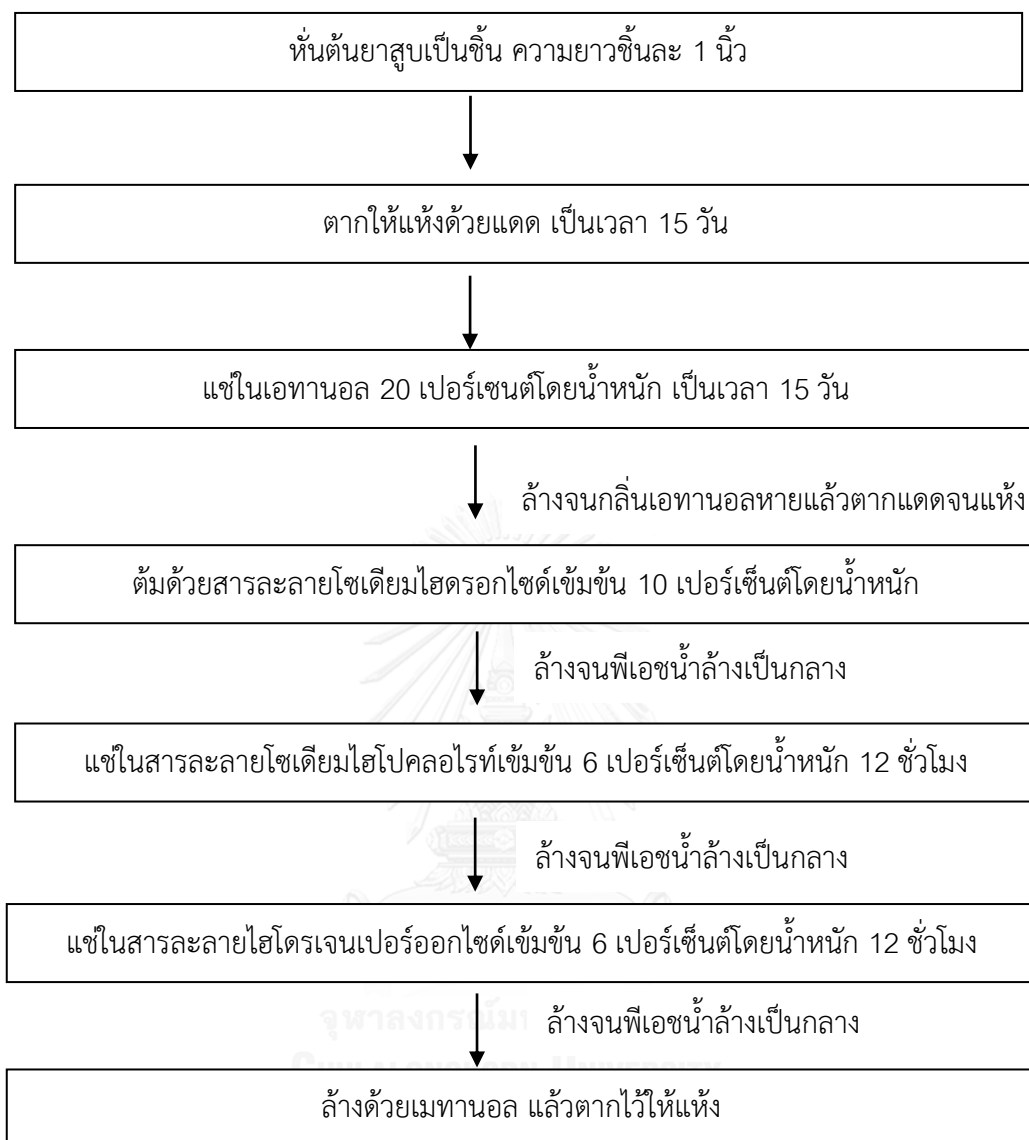 หั่นต้นยาสูบเป็นชิ้น ความยาวชิ้นละ 1 นิ้ว
ตากให้แห้งด้วยแดด เป็นเวลา 15 วัน
แช่ในเอทานอล 20 เปอร์เซนต์โดยน้ำหนัก เป็นเวลา 15 วัน
ล้างจนกลิ่นเอทานอลหายแล้วตากแดดจนแห้ง
ต้มด้วยสารละลายโซเดียมไฮดรอกไซด์เข้มข้น 10 เปอร์เซ็นต์โดยน้ำหนัก
ล้างจนพีเอชน้ำล้างเป็นกลาง
แช่ในสารละลายโซเดียมไฮโปคลอไรท์เข้มข้น 6 เปอร์เซ็นต์โดยน้ำหนัก 12 ชั่วโมง
ล้างจนพีเอชน้ำล้างเป็นกลาง
แช่ในสารละลายไฮโดรเจนเปอร์ออกไซด์เข้มข้น 6 เปอร์เซ็นต์โดยน้ำหนัก 12 ชั่วโมง
ล้างจนพีเอชน้ำล้างเป็นกลาง
ล้างด้วยเมทานอล แล้วตากไว้ให้แห้ง